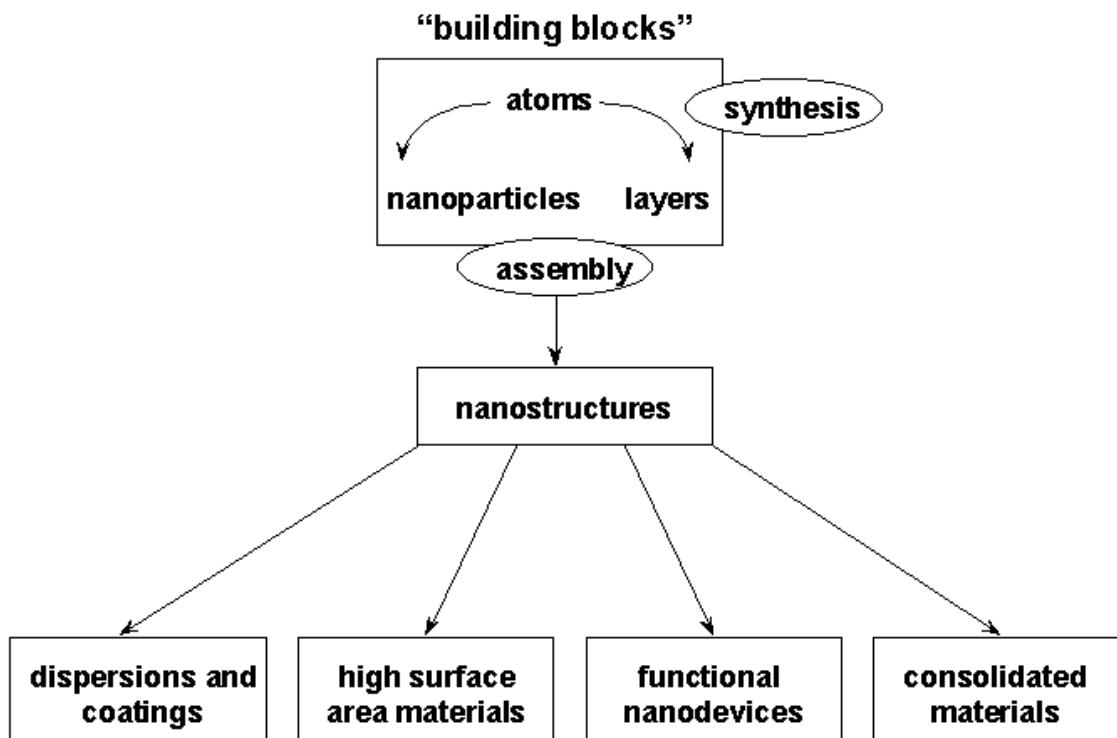 “building blocks”
atoms
synthesis
nanoparticles
layers
assembly
nanostructures
dispersions and
coatings
high surface
area materials
functional
nanodevices
consolidated
materials